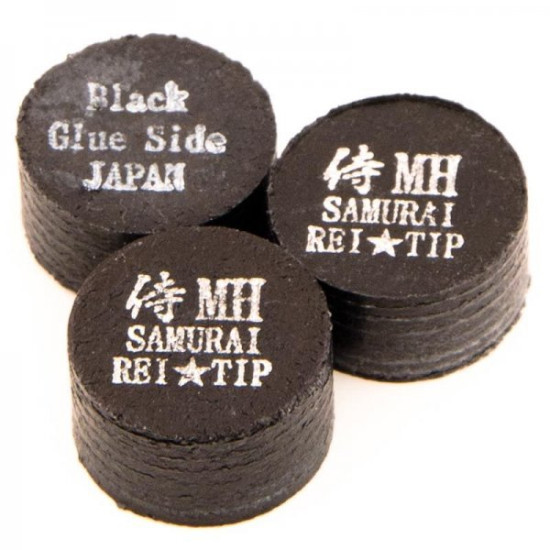 Black
Glue Side
JAPAN
侍 MH
SAMURAI
REI★TIP
侍 MH
SAMURAI
REI★TIP